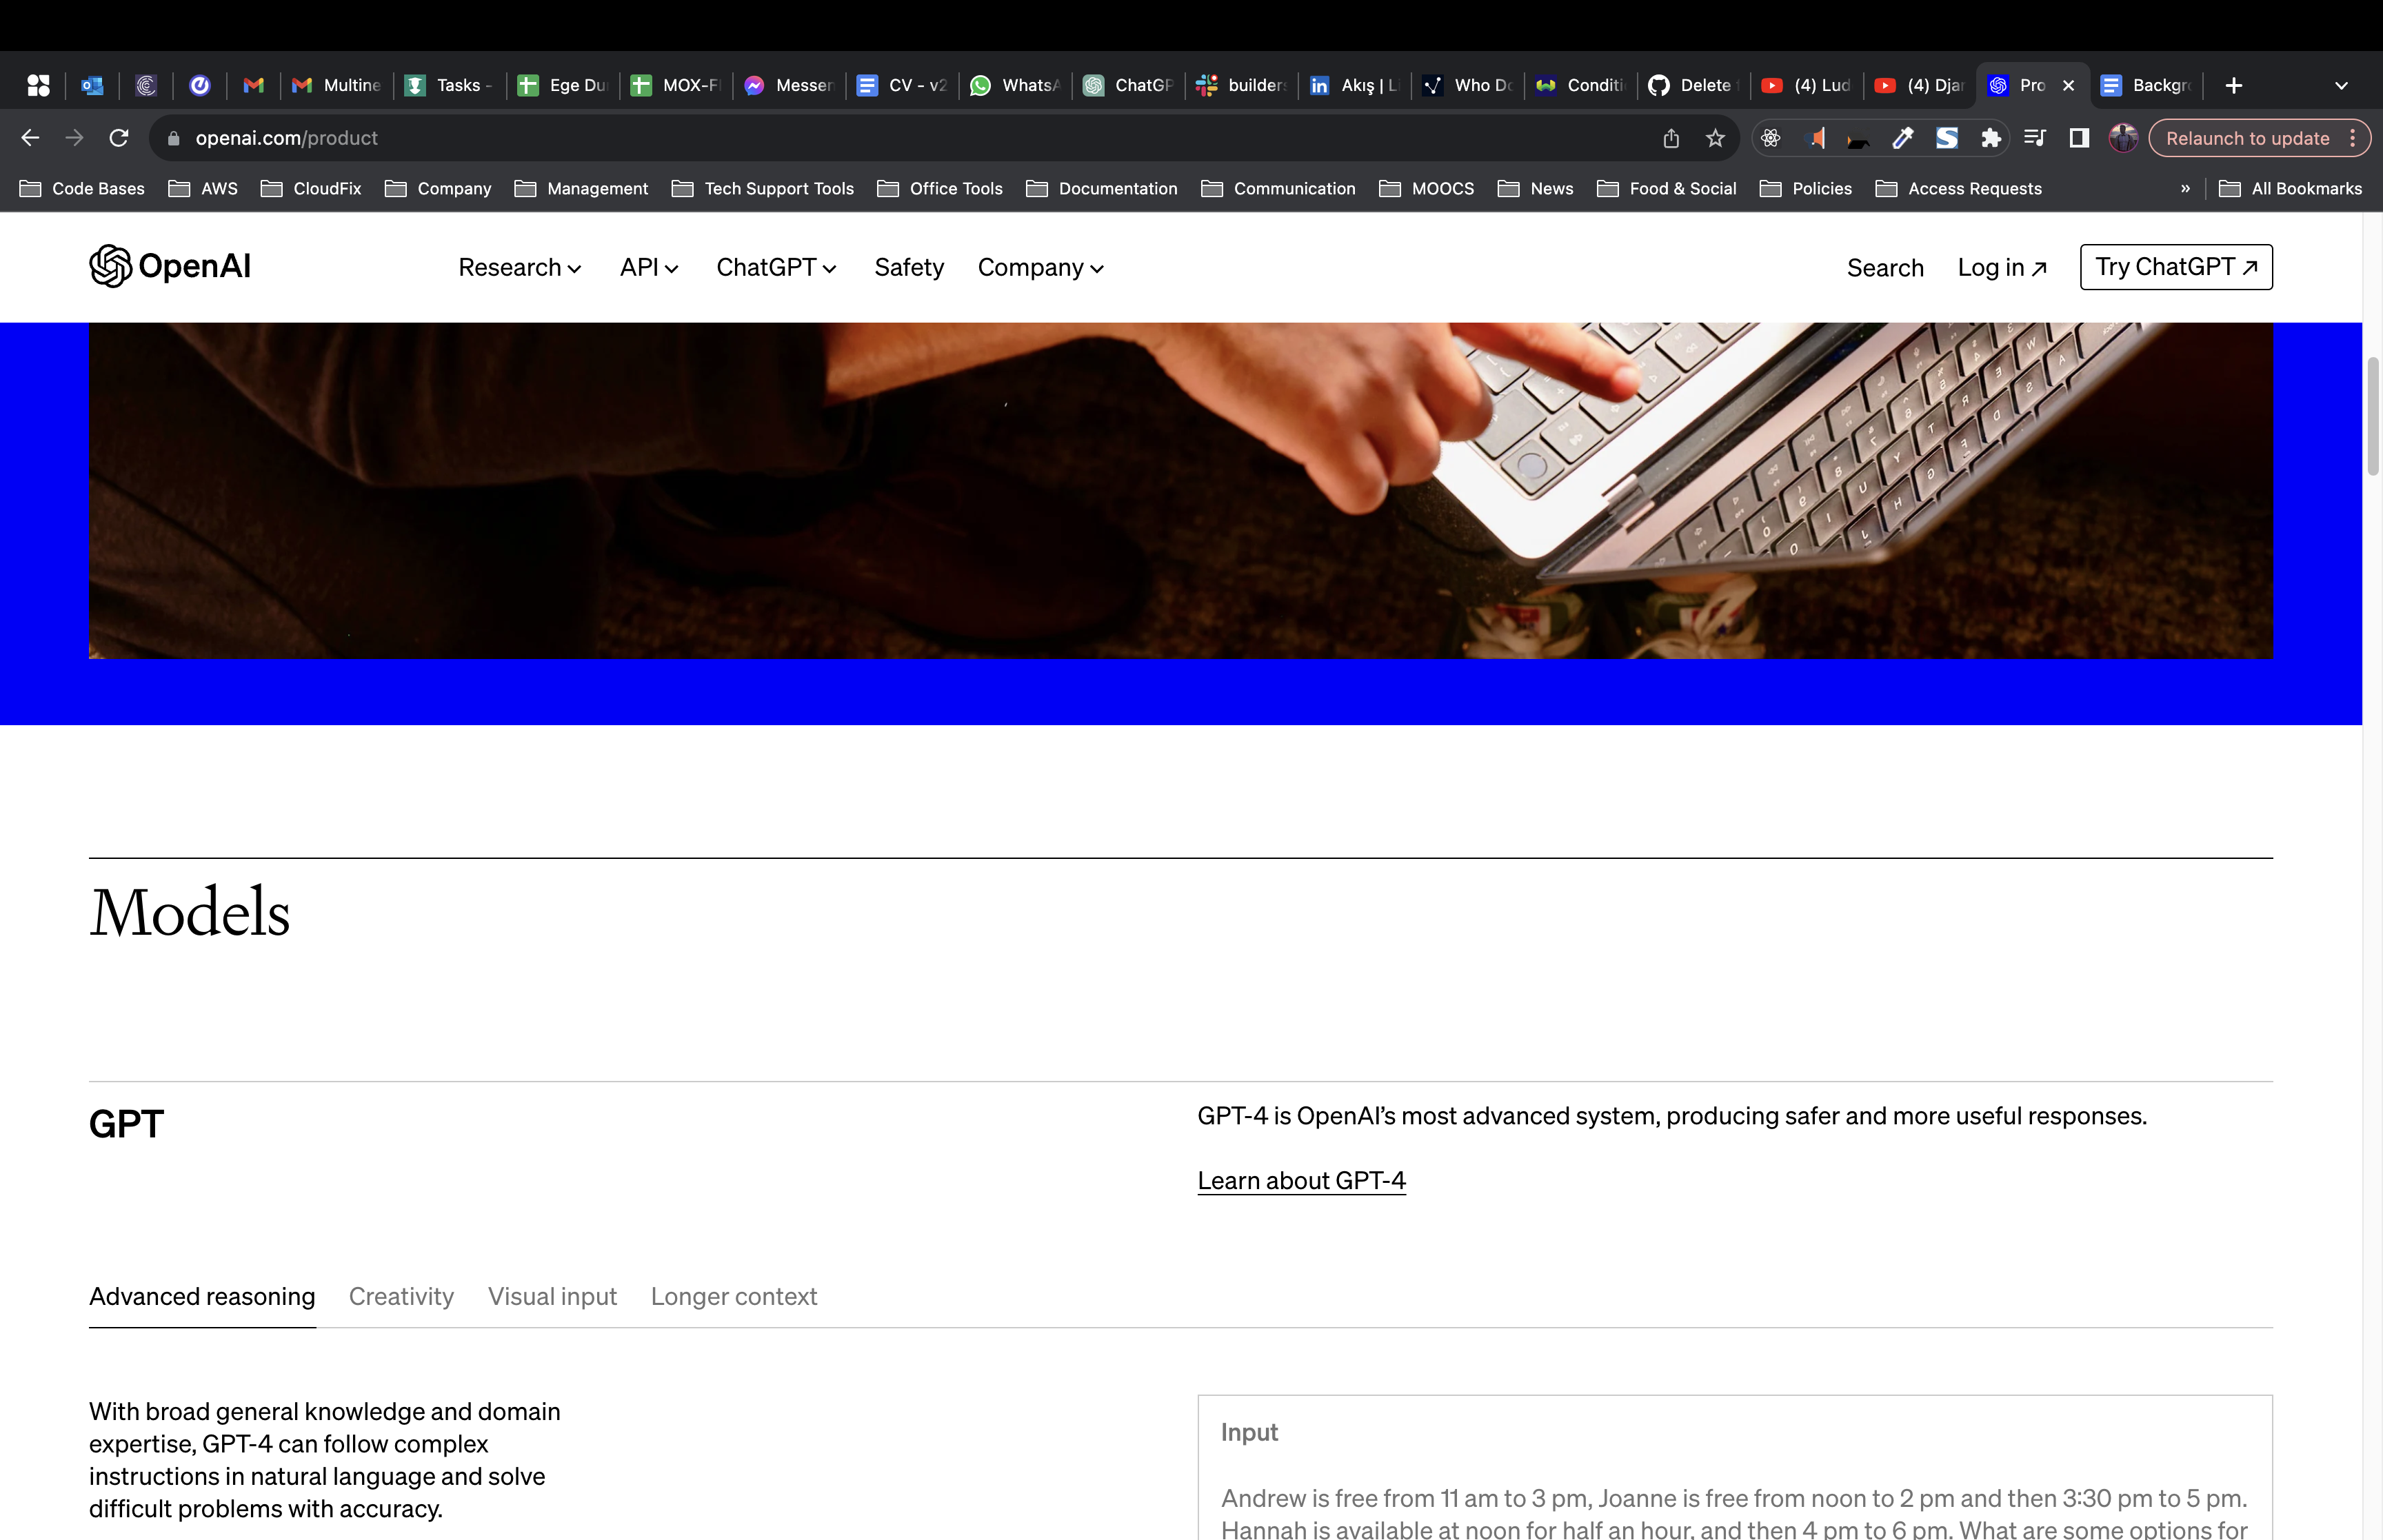 Multine
Tasks -
Ege Du
MOX-F
Messen
CV - v2
WhatsA
ChatGP
builder
Akış | L
Who Do
Conditi
Delete
(4) Lud
(4) Djar
Pro
Backgr
openai.com/product
Relaunch to update
Code Bases
AWS
CloudFix
Company
Management
Tech Support Tools
Office Tools
Documentation
Communication
MOOCS
News
Food & Social
Policies
Access Requests
»
All Bookmarks
OpenAI
Research
API
ChatGPT
Safety
Company
Search
Log in ↗
Try ChatGPT ↗
Models
GPT
GPT-4 is OpenAI’s most advanced system, producing safer and more useful responses.
Learn about GPT-4
Advanced reasoning
Creativity
Visual input
Longer context
With broad general knowledge and domain
expertise, GPT-4 can follow complex
instructions in natural language and solve
difficult problems with accuracy.
Input
Andrew is free from 11 am to 3 pm, Joanne is free from noon to 2 pm and then 3:30 pm to 5 pm.
Hannah is available at noon for half an hour, and then 4 pm to 6 pm. What are some options for